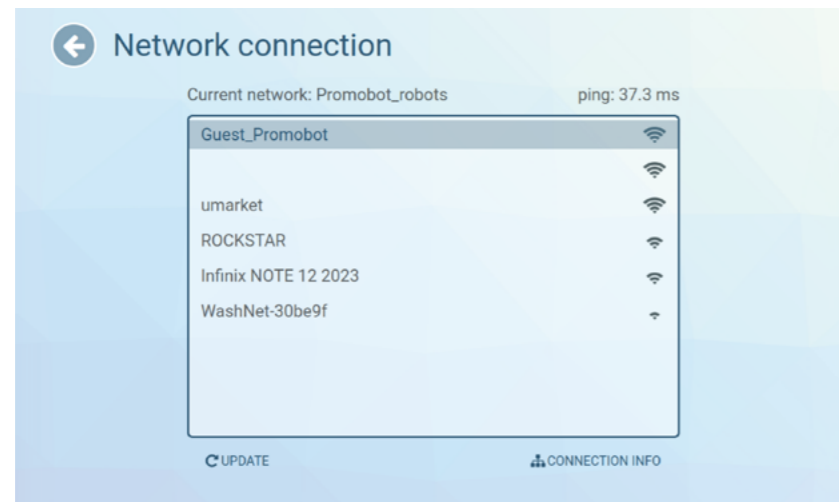 Network connection
Current network: Promobot_robots ping: 37.3 ms
Guest_Promobot
umarket
ROCKSTAR
Infinix NOTE 12 2023
WashNet-30be9f
UPDATE CONNECTION INFO